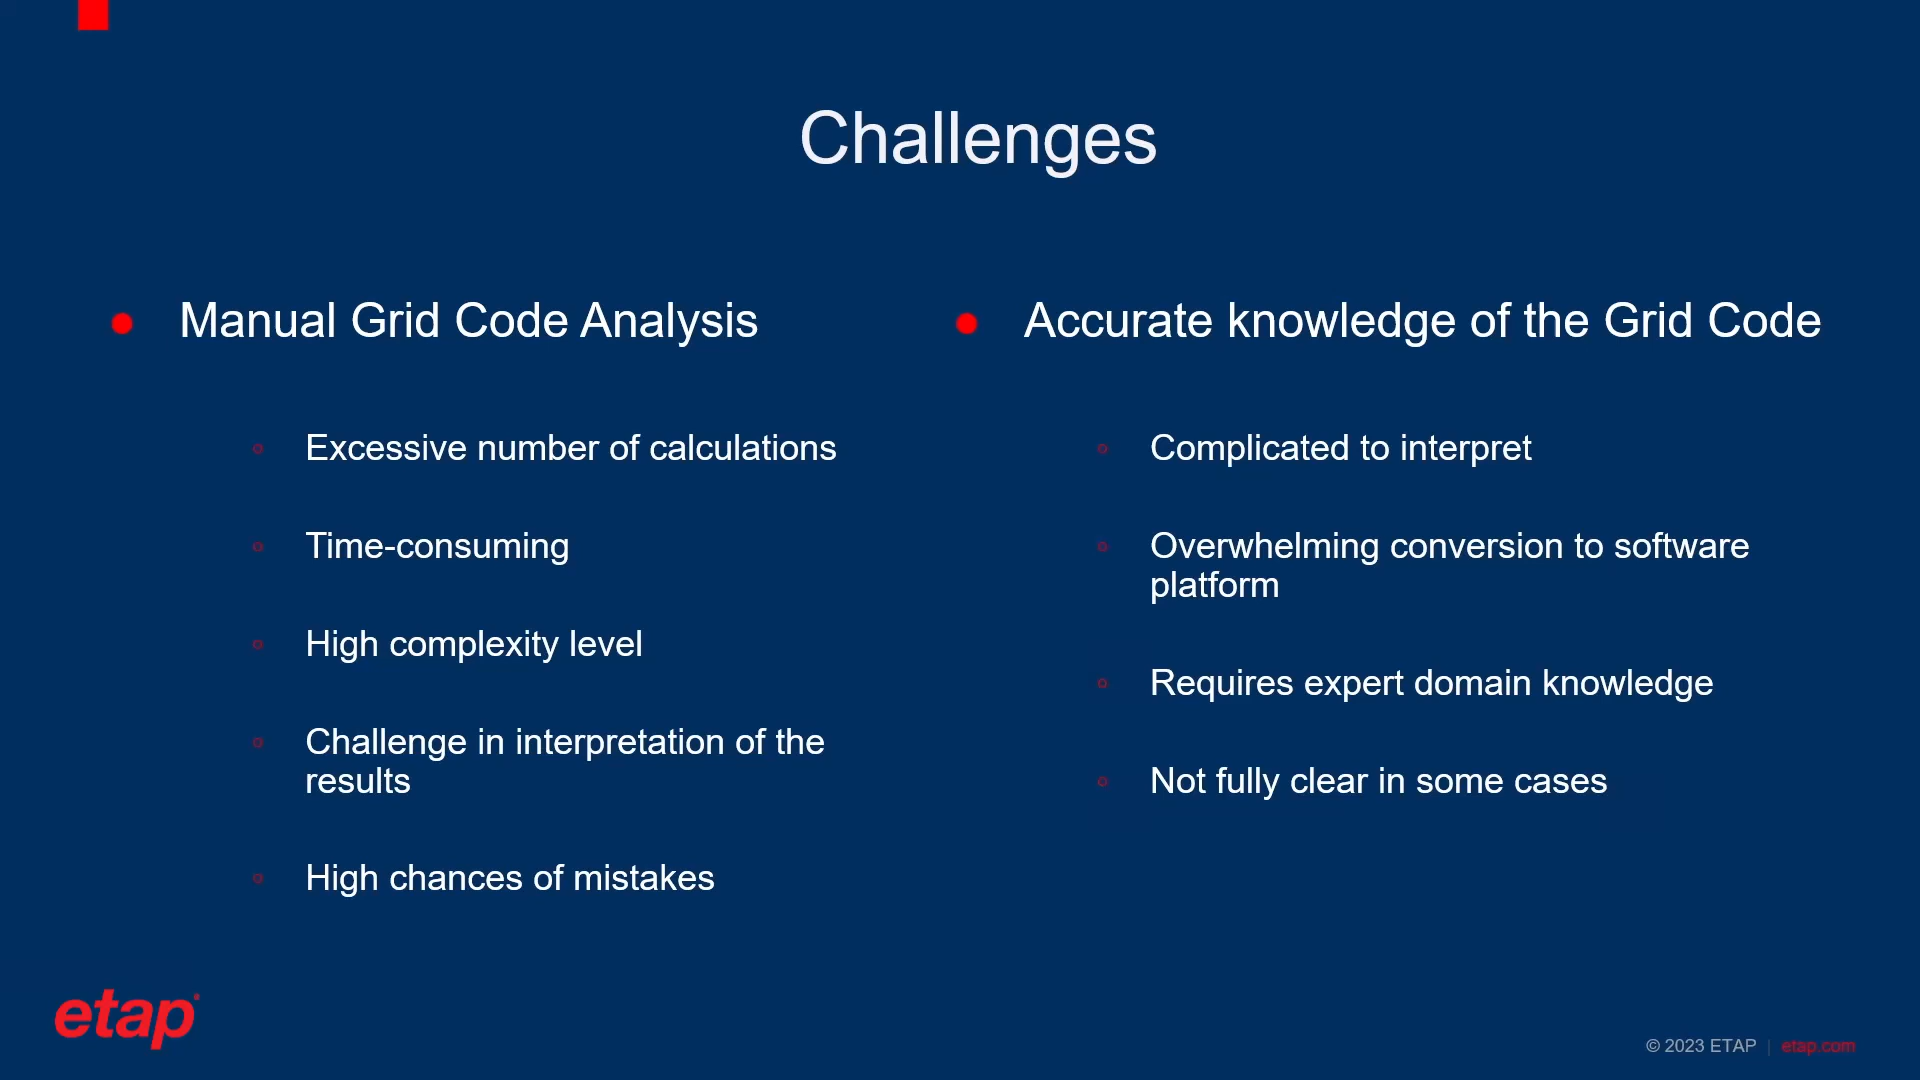 Challenges
Manual Grid Code Analysis
Excessive number of calculations
Time-consuming
High complexity level
Challenge in interpretation of the
results
High chances of mistakes
Accurate knowledge of the Grid Code
Complicated to interpret
Overwhelming conversion to software
platform
Requires expert domain knowledge
Not fully clear in some cases
etap
© 2023 ETAP | etap.com